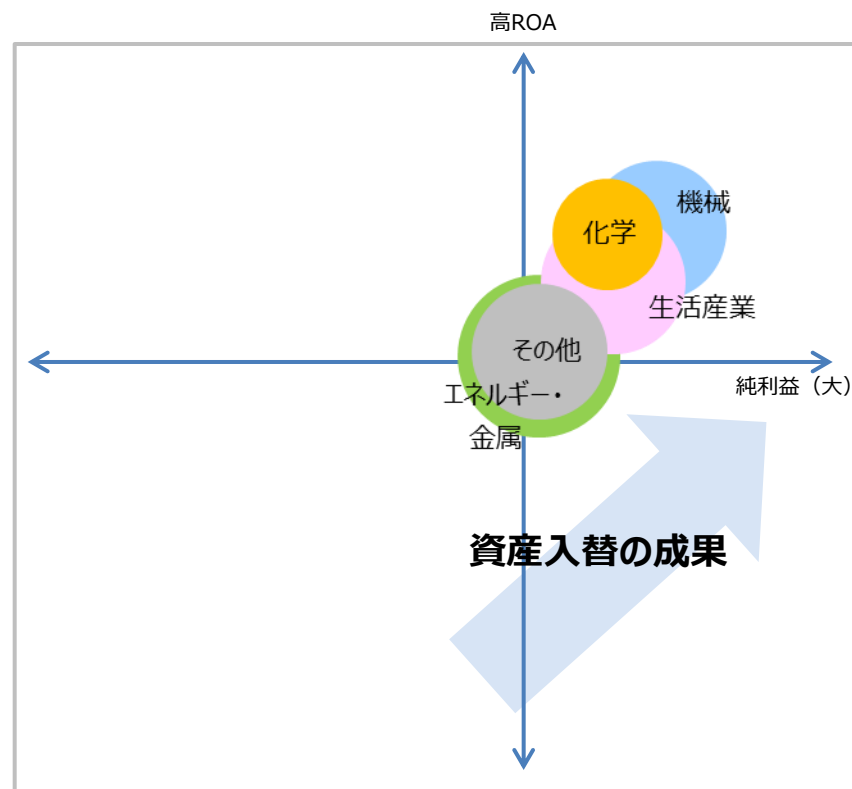 高ROA
機械
化学
生活産業
その他
純利益（大）
エネルギー・
金属
資産入替の成果